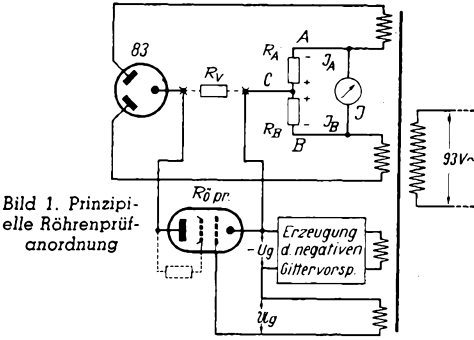 83
R_V
C
A
R_A
J_A
+
+
R_B
J_B
J
B
93V~
Bild 1. Prinzipi-
elle Röhrenprüf-
anordnung
Rö pr.
-Ug
Erzeugung
d. negativen
Gittervorsp.
Ug